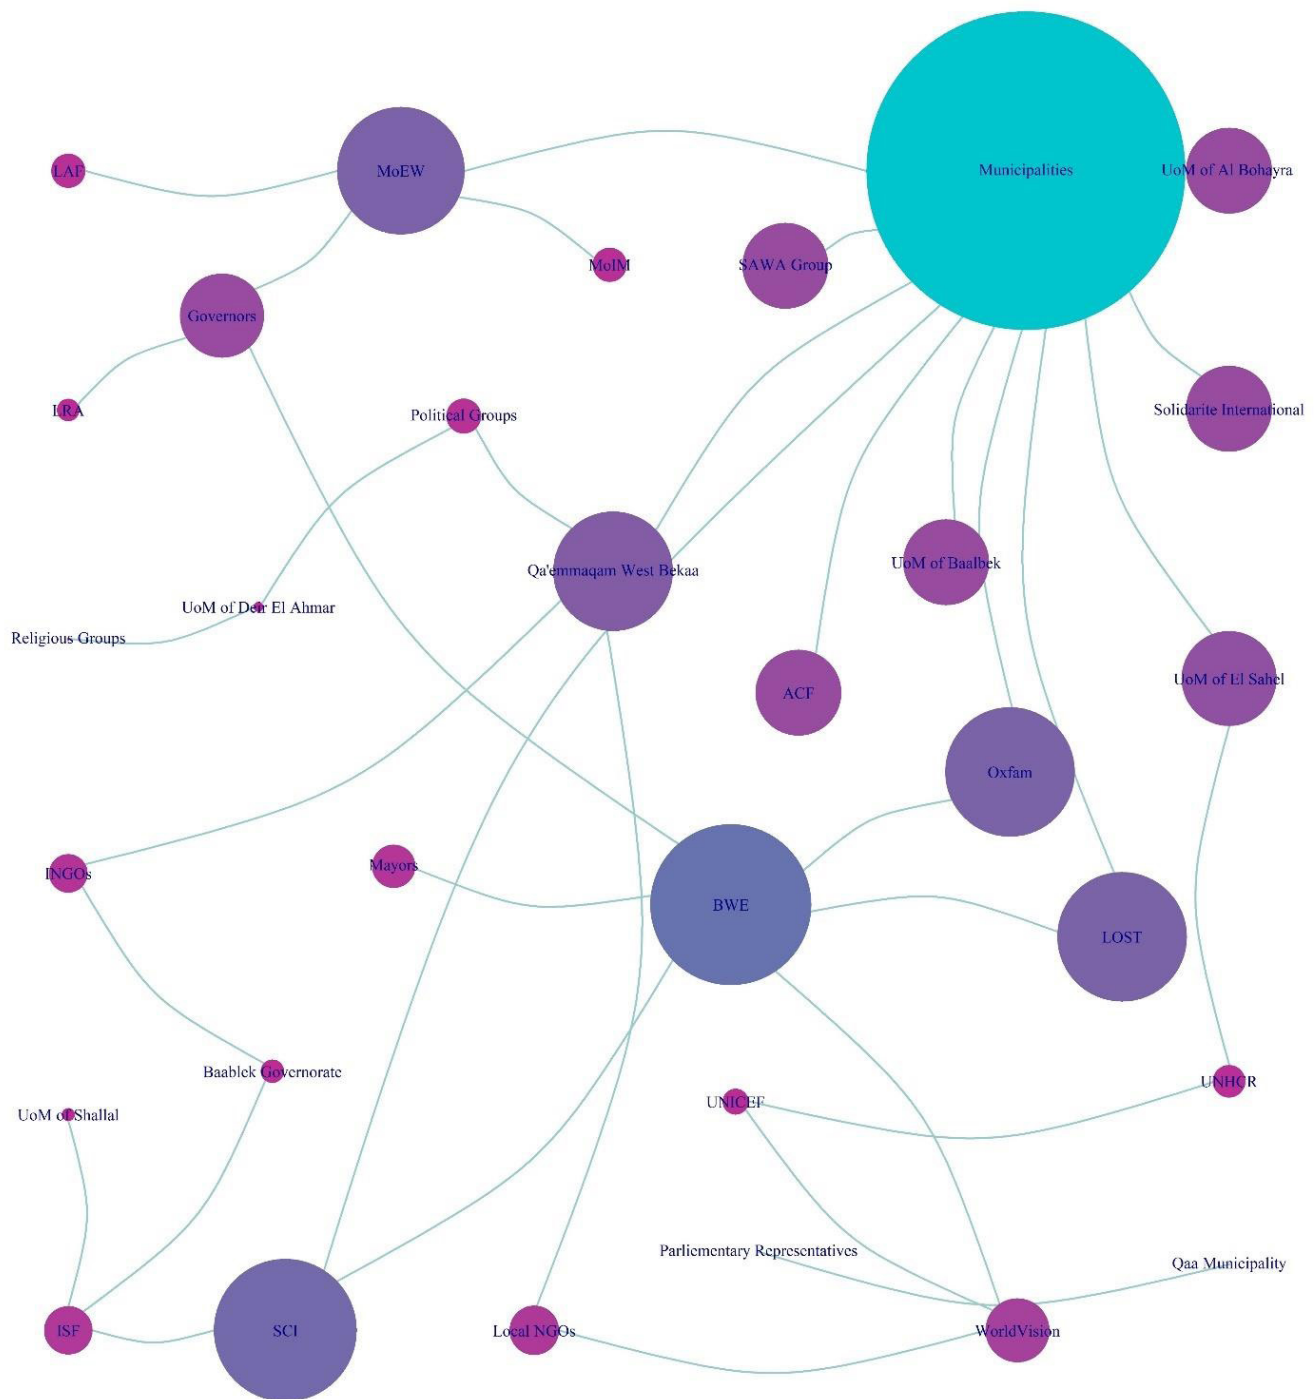 Municipalities
UoM of Al Bohayra
LAF
MoEW
SAWA Group
MoIM
Governors
Solidarite International
LRA
Political Groups
UoM of Baalbek
Qa'emmaqam West Bekaa
UoM of Deir El Ahmar
Religious Groups
UoM of El Sahel
ACF
Oxfam
Mayors
INGOs
BWE
LOST
Baablek Governorate
UNHCR
UNICEF
UoM of Shallal
Parliementary Representatives
Qaa Municipality
ISF
SCI
Local NGOs
WorldVision